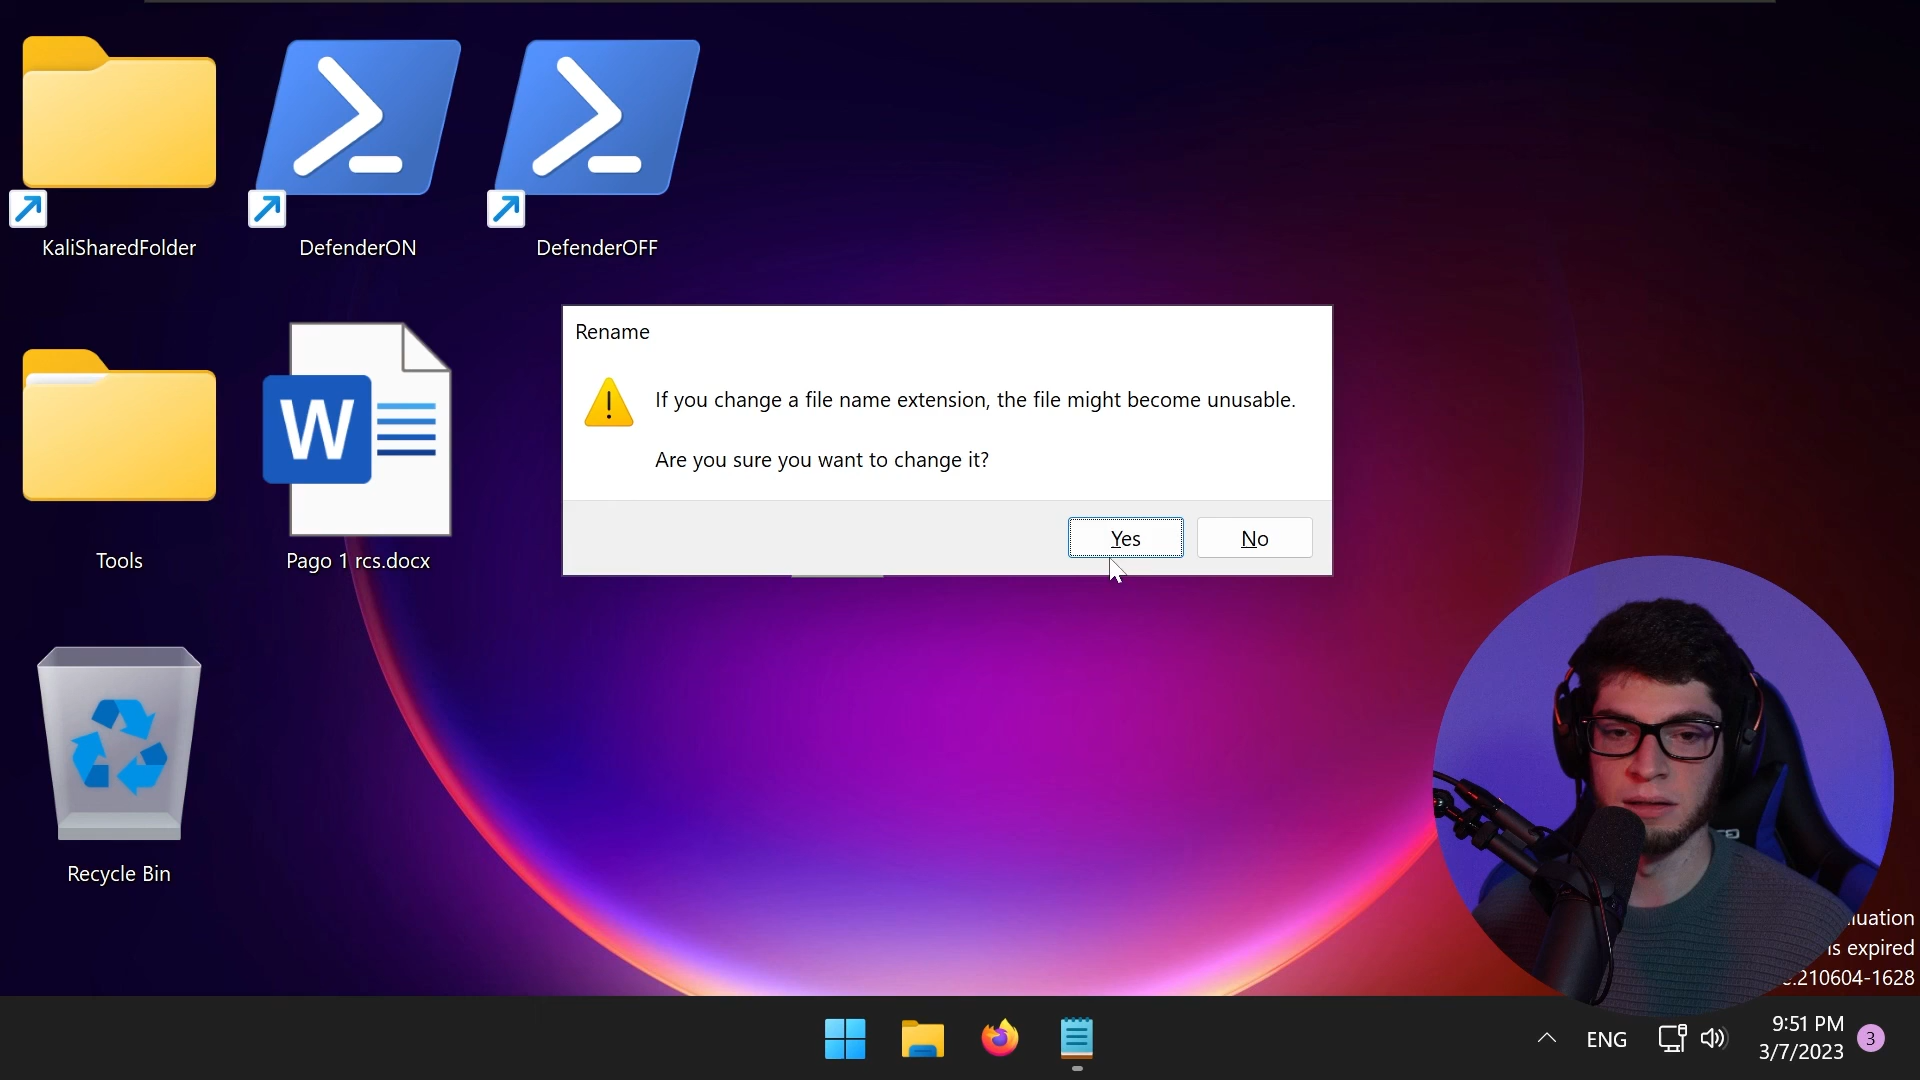 KaliSharedFolder
DefenderON
DefenderOFF
Rename
If you change a file name extension, the file might become unusable.
Are you sure you want to change it?
Yes
No
W
Tools
Pago 1 rcs.docx
Recycle Bin
expired
210604-1628
ENG
9:51 PM
3/7/2023
3